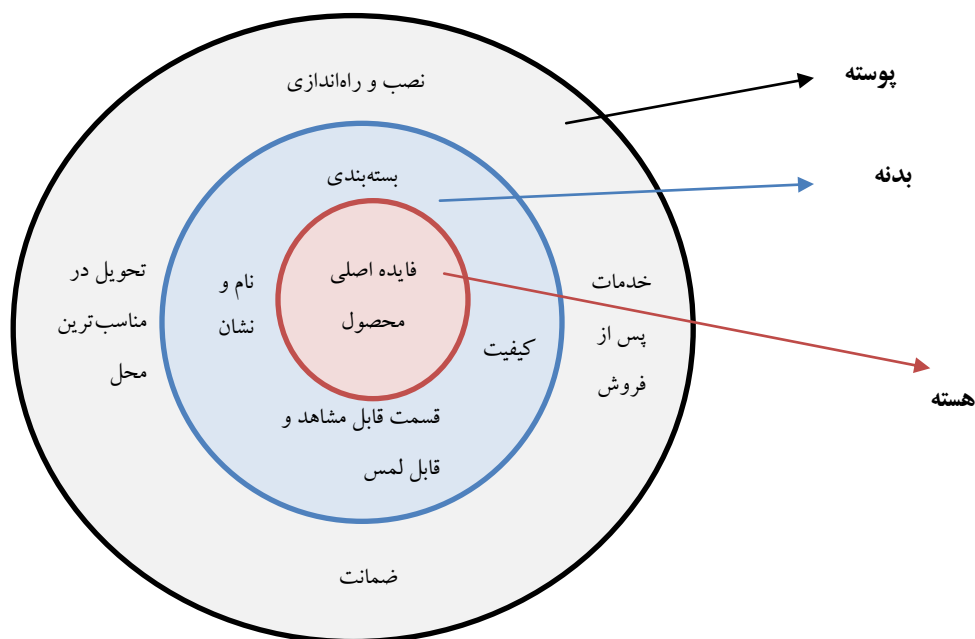 نصب و راه‌اندازی
پوسته
بسته‌بندی
بدنه
فایده اصلی
محصول
نام و
نشان
کیفیت
قسمت قابل مشاهد و
قابل لمس
تحویل در
مناسب‌ترین
محل
خدمات
پس از
فروش
هسته
ضمانت